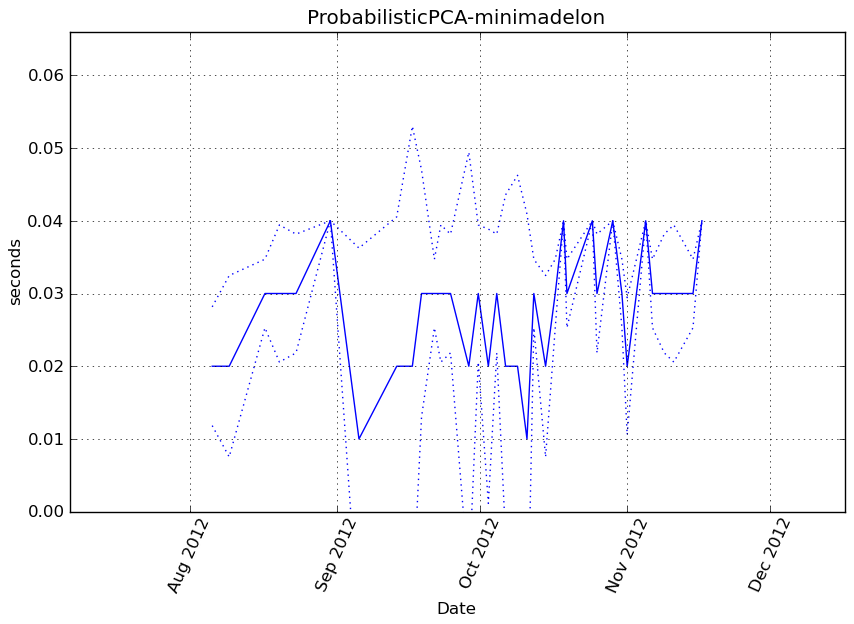 ProbabilisticPCA-minimadelon
0.06
0.05
0.04
0.03
0.02
0.01
0.00
seconds
Aug 2012
Sep 2012
Oct 2012
Nov 2012
Dec 2012
Date